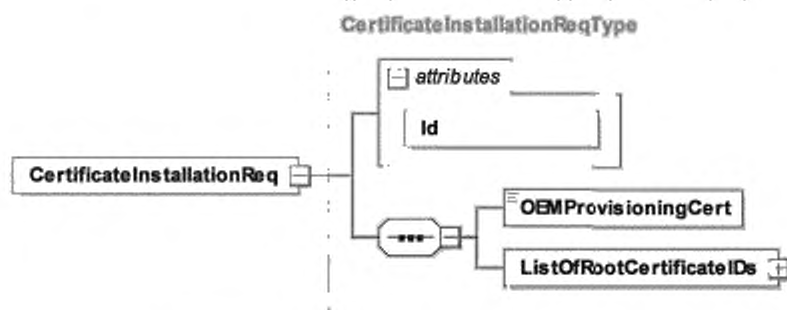 CertificateInstallationReqType
attributes
Id
CertificateInstallationReq
OEMProvisioningCert
ListOfRootCertificateIDs